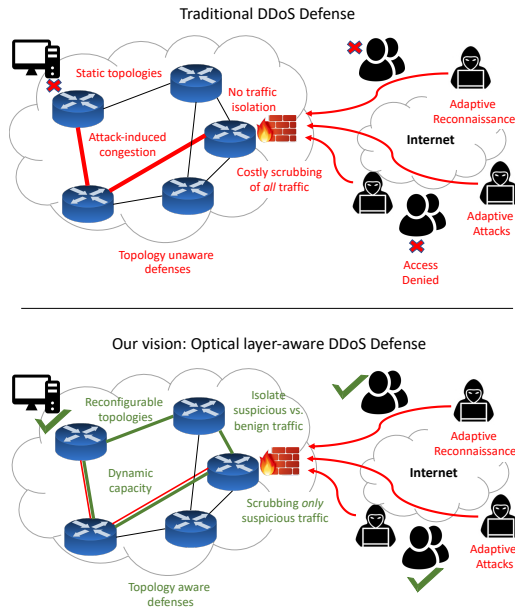 Traditional DDoS Defense
Static topologies
No traffic
isolation
Adaptive
Reconnaissance
Attack-induced
congestion
Internet
Costly scrubbing
of all traffic
Adaptive
Attacks
Topology unaware
defenses
Access
Denied
Our vision: Optical layer-aware DDoS Defense
Reconfigurable
topologies
Isolate
suspicious vs.
benign traffic
Adaptive
Reconnaissance
Dynamic
capacity
Internet
Scrubbing only
suspicious traffic
Adaptive
Attacks
Topology aware
defenses